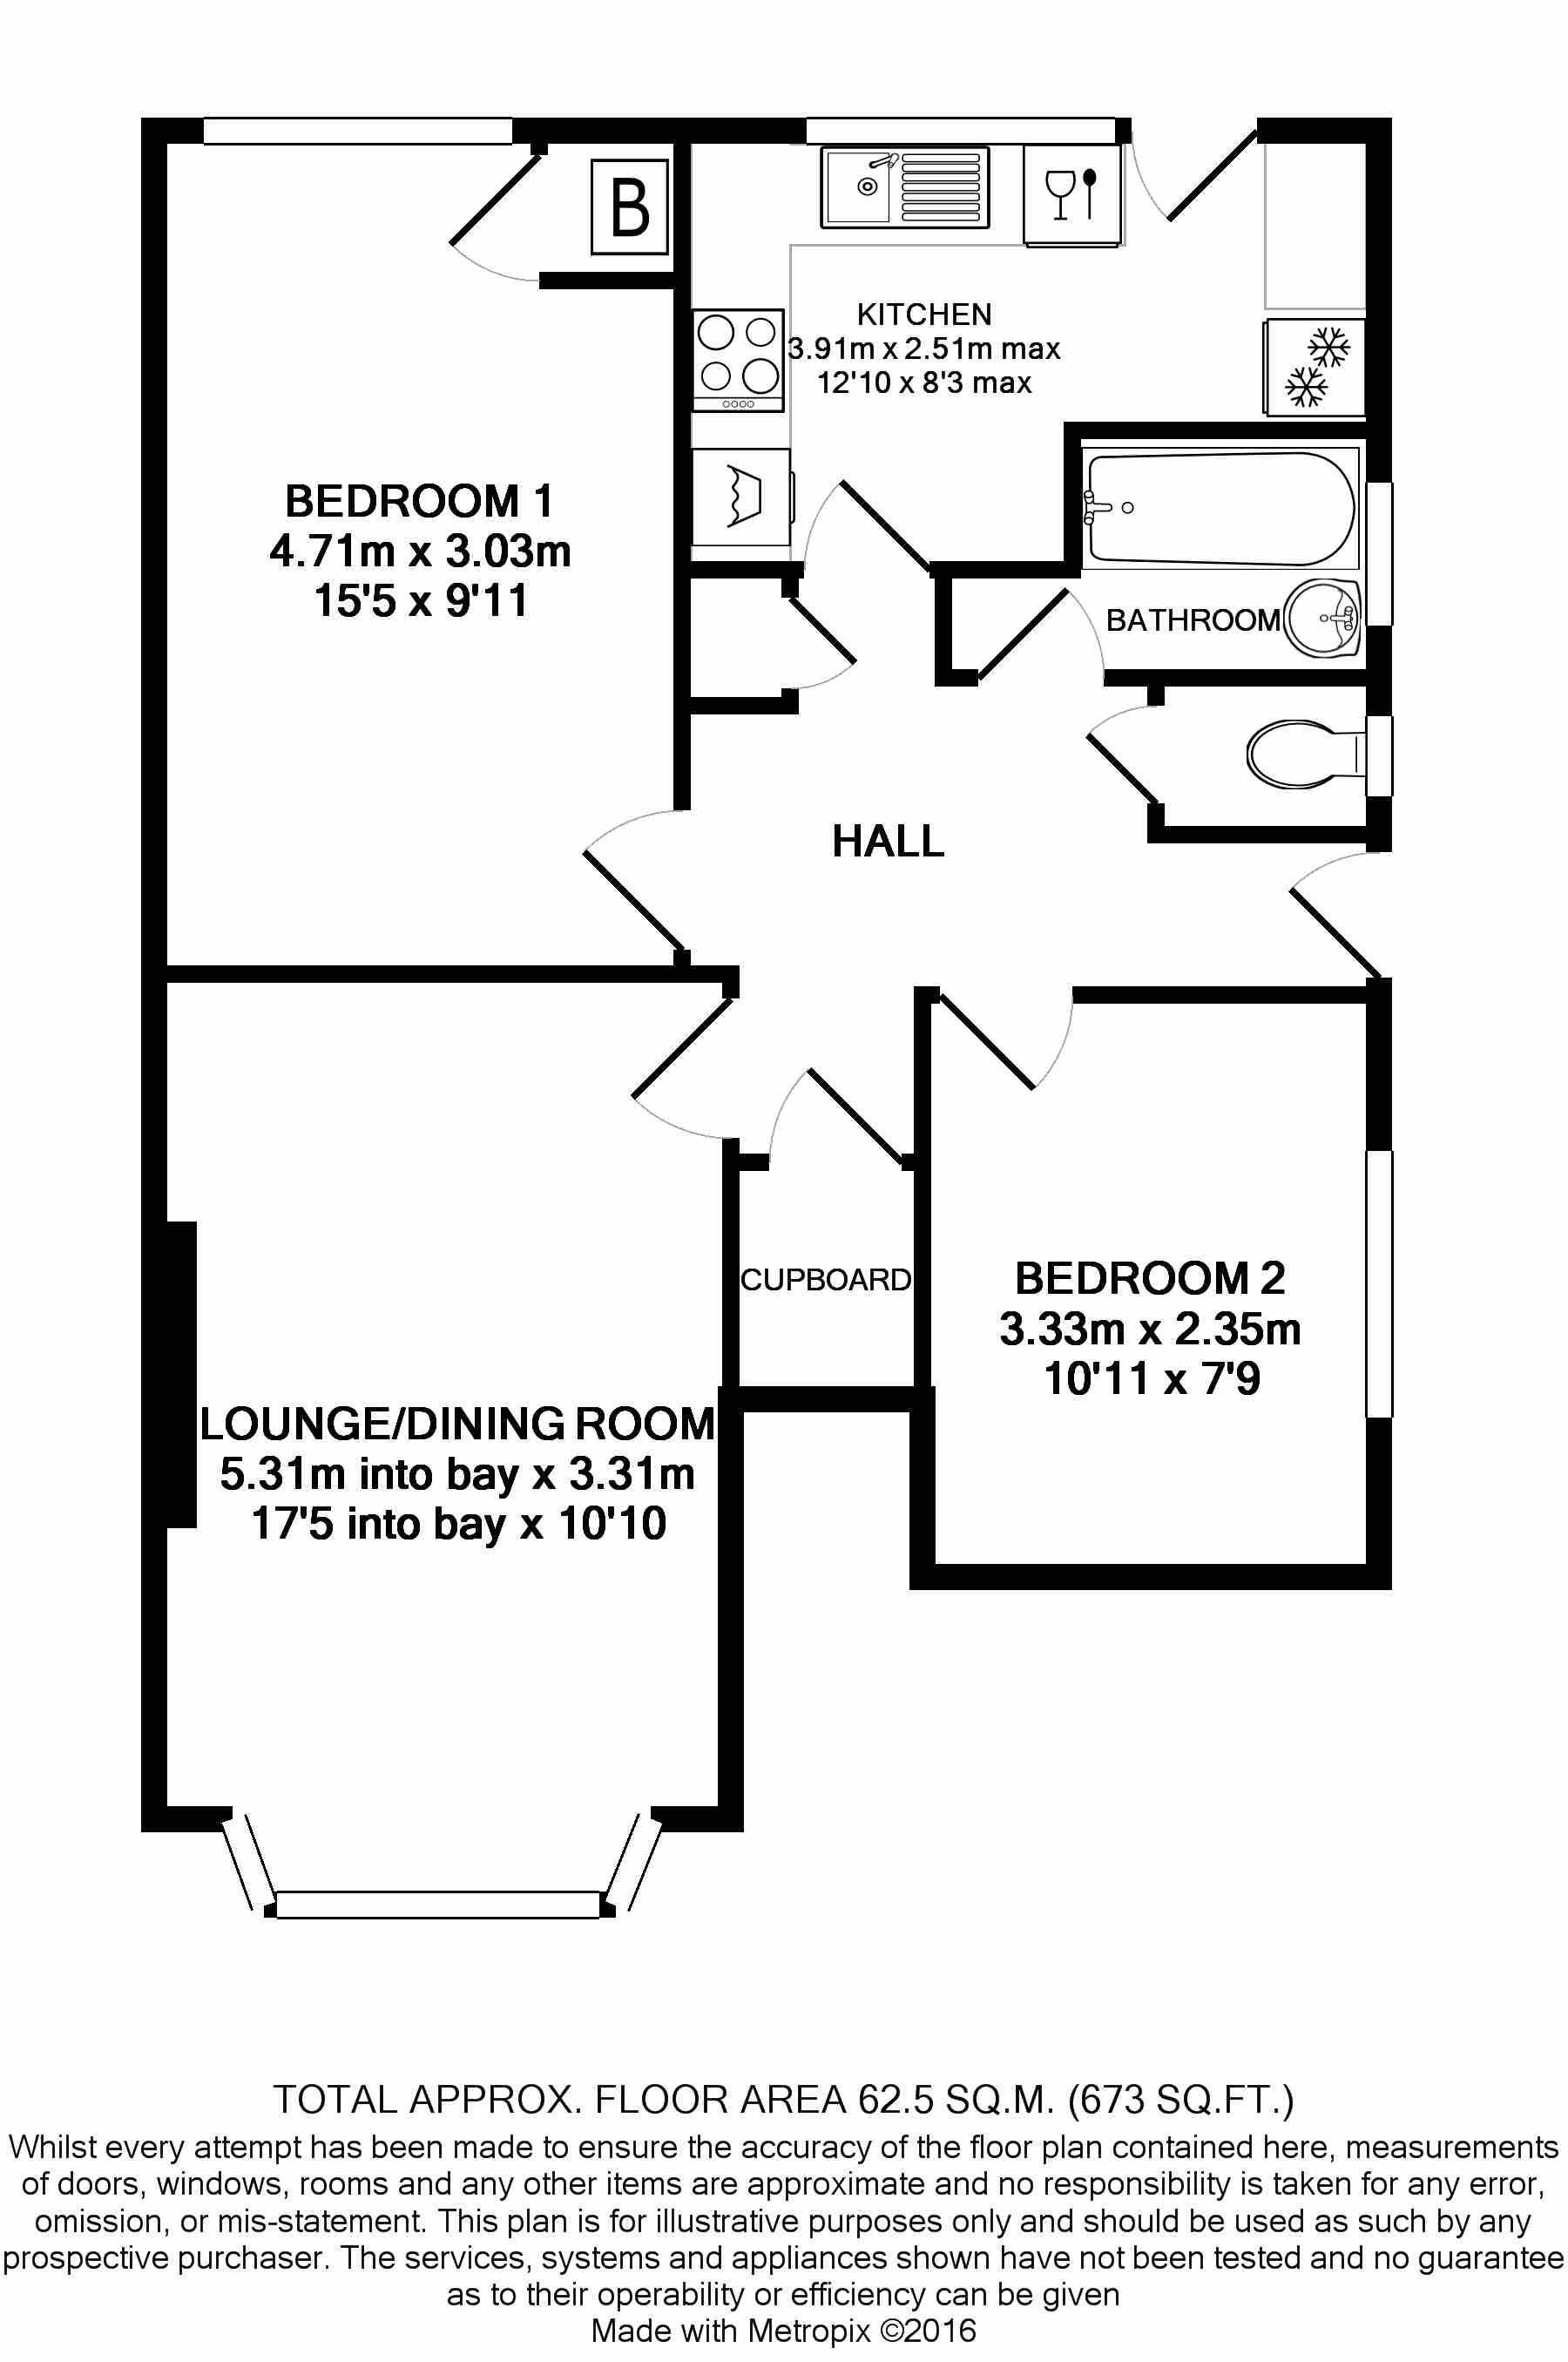 B
KITCHEN
3.91m x 2.51m max
12'10 x 8'3 max
BEDROOM 1
4.71m x 3.03m
15'5 x 9'11
BATHROOM
HALL
CUPBOARD
BEDROOM 2
3.33m x 2.35m
10'11 x 7'9
LOUNGE/DINING ROOM
5.31m into bay x 3.31m
17'5 into bay x 10'10
TOTAL APPROX. FLOOR AREA 62.5 SQ.M. (673 SQ.FT.)
Whilst every attempt has been made to ensure the accuracy of the floor plan contained here, measurements
of doors, windows, rooms and any other items are approximate and no responsibility is taken for any error,
omission, or mis-statement. This plan is for illustrative purposes only and should be used as such by any
prospective purchaser. The services, systems and appliances shown have not been tested and no guarantee
as to their operability or efficiency can be given
Made with Metropix ©2016